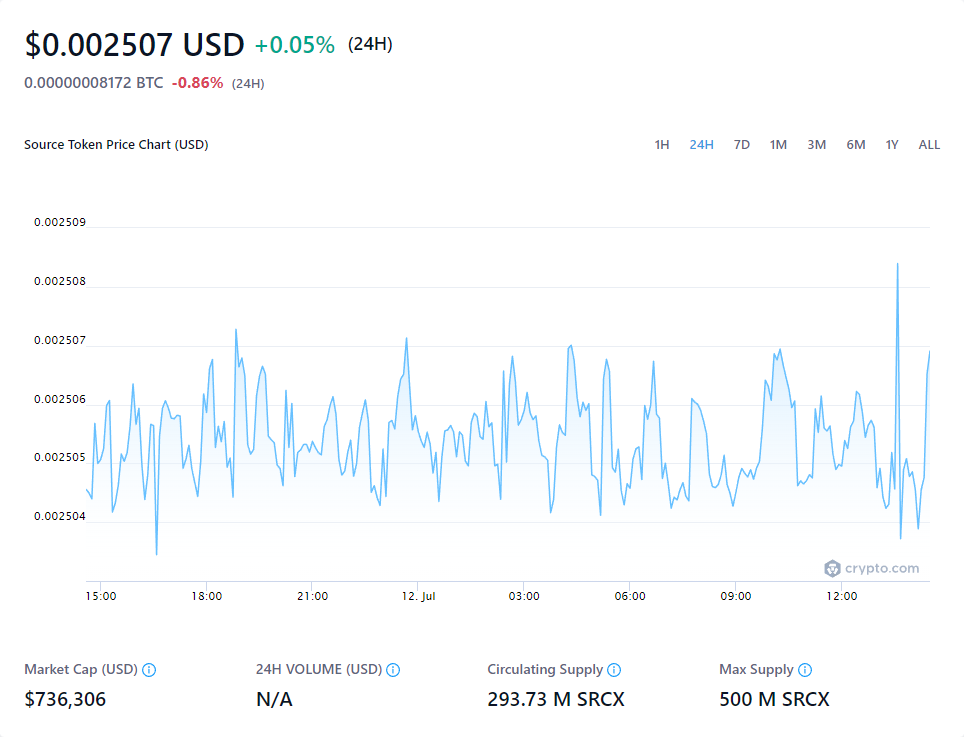 $0.002507 USD +0.05% (24H)
0.00000008172 BTC -0.86% (24H)
Source Token Price Chart (USD) 1H 24H 7D 1M 3M 6M 1Y ALL
0.002509
0.002508
0.002507
0.002506
0.002505
0.002504
crypto.com
15:00 18:00 21:00 12. Jul 03:00 06:00 09:00 12:00
Market Cap (USD) 24H VOLUME (USD) Circulating Supply Max Supply
$736,306 N/A 293.73 M SRCX 500 M SRCX